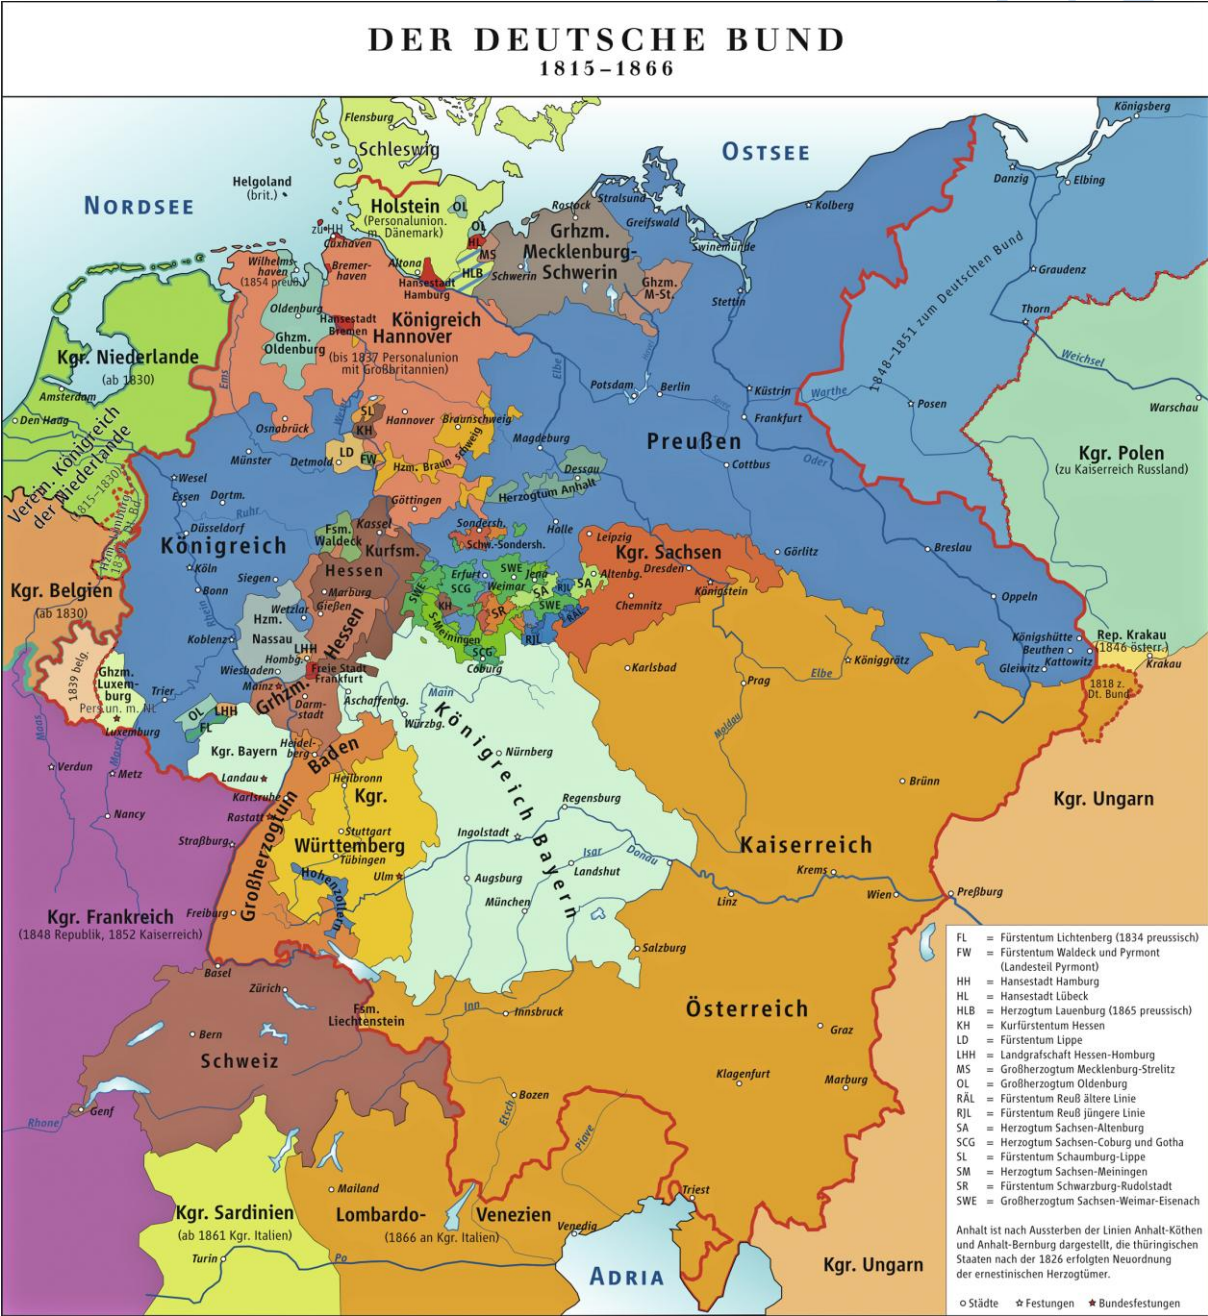 DER DEUTSCHE BUND
1815–1866
Königsberg
Flensburg
Schleswig
OSTSEE
Danzig
Elbing
Helgoland
(brit.)
NORDSEE
Holstein
(Personalunion.
m. Dänemark)
OL
OL
Rostock
Stralsund
Greifswald
Kolberg
zu HH
Cuxhaven
HL
MS
Grhzm.
Mecklenburg-
Schwerin
Swinemünde
Wilhelms-
haven
(1854 preuß.)
Bremer-
haven
Altona
HLB
Schwerin
Hansestadt
Hamburg
Ghzm.
M-St.
Stettin
Graudenz
1848–1851 zum Deutschen Bund
Thorn
Oldenburg
Hansestadt
Bremen
Ghzm.
Oldenburg
Königreich
Hannover
(bis 1837 Personalunion
mit Großbritannien)
Kgr. Niederlande
(ab 1830)
Amsterdam
Den Haag
Ems
Weser
Elbe
Havel
Weichsel
Potsdam
Berlin
Spree
Küstrin
Warthe
Frankfurt
Posen
Warschau
Verein. Königreich
der Niederlande
(1815–1830)
Osnabrück
SL
KH
Hannover
Braunschweig
Magdeburg
Preußen
Münster
Detmold
LD
FW
Hzm. Braunschweig
Cottbus
Oder
Kgr. Polen
(zu Kaiserreich Russland)
Wesel
Essen
Dortm.
Ruhr
Göttingen
Dessau
Herzogtum Anhalt
Hzm. Limburg
Düsseldorf
Königreich
Fsm.
Waldeck
Kassel
Kurfsm.
Hessen
Sondersh.
Schw.-Sondersh.
Halle
Leipzig
Kgr. Sachsen
Dresden
Görlitz
Breslau
Kgr. Belgien
(ab 1830)
Köln
Bonn
Rhein
Siegen
Marburg
Wetzlar
Gießen
Hzm.
Nassau
SWE
Erfurt
SCG
SWE
Weimar
Jena
SA
RJL
SA
Altenbg.
SWE
Chemnitz
Königstein
Oppeln
KH
SR
RÄL
S-Meiningen
RJL
SCG
Coburg
Koblenz
LHH
Hombg.
Hessen
Wiesbaden
Freie Stadt
Frankfurt
Mainz
Königshütte
Beuthen
Gleiwitz
Kattowitz
Rep. Krakau
(1846 österr.)
Krakau
1839 belg.
Ghzm.
Luxem-
burg
Pers.un. m. NL
Luxemburg
Trier
Grhzm.
Darm-
stadt
Aschaffenbg.
Main
Würzbg.
Karlsbad
Elbe
Königgrätz
Prag
1818 z.
Dt. Bund
Maas
Mosel
OL
LHH
FL
Kgr. Bayern
Heidel-
berg
Baden
Königreich Bayern
Moldau
Verdun
Metz
Landau
Heilbronn
Nürnberg
Brünn
Nancy
Karlsruhe
Rastatt
Kgr.
Regensburg
Kgr. Ungarn
Straßburg
Stuttgart
Württemberg
Tübingen
Ingolstadt
Isar
Donau
Kaiserreich
Großherzogtum
Hohenzollern
Ulm
Augsburg
Landshut
Krems
Linz
Wien
Preßburg
Kgr. Frankreich
(1848 Republik, 1852 Kaiserreich)
Freiburg
München
Salzburg
Basel
Zürich
Fsm.
Liechtenstein
Inn
Innsbruck
Österreich
Graz
Bern
Schweiz
Klagenfurt
Marburg
Rhone
Genf
Etsch
Bozen
Piave
Mailand
Triest
Kgr. Sardinien
(ab 1861 Kgr. Italien)
Lombardo-
Venezien
(1866 an Kgr. Italien)
Venedig
Turin
Po
ADRIA
Kgr. Ungarn
FL = Fürstentum Lichtenberg (1834 preussisch)
FW = Fürstentum Waldeck und Pyrmont
(Landesteil Pyrmont)
HH = Hansestadt Hamburg
HL = Hansestadt Lübeck
HLB = Herzogtum Lauenburg (1865 preussisch)
KH = Kurfürstentum Hessen
LD = Fürstentum Lippe
LHH = Landgrafschaft Hessen-Homburg
MS = Großherzogtum Mecklenburg-Strelitz
OL = Großherzogtum Oldenburg
RÄL = Fürstentum Reuß ältere Linie
RJL = Fürstentum Reuß jüngere Linie
SA = Herzogtum Sachsen-Altenburg
SCG = Herzogtum Sachsen-Coburg und Gotha
SL = Fürstentum Schaumburg-Lippe
SM = Herzogtum Sachsen-Meiningen
SR = Fürstentum Schwarzburg-Rudolstadt
SWE = Großherzogtum Sachsen-Weimar-Eisenach
Anhalt ist nach Aussterben der Linien Anhalt-Köthen
und Anhalt-Bernburg dargestellt, die thüringischen
Staaten nach der 1826 erfolgten Neuordnung
der ernestinischen Herzogtümer.
Städte Festungen Bundesfestungen